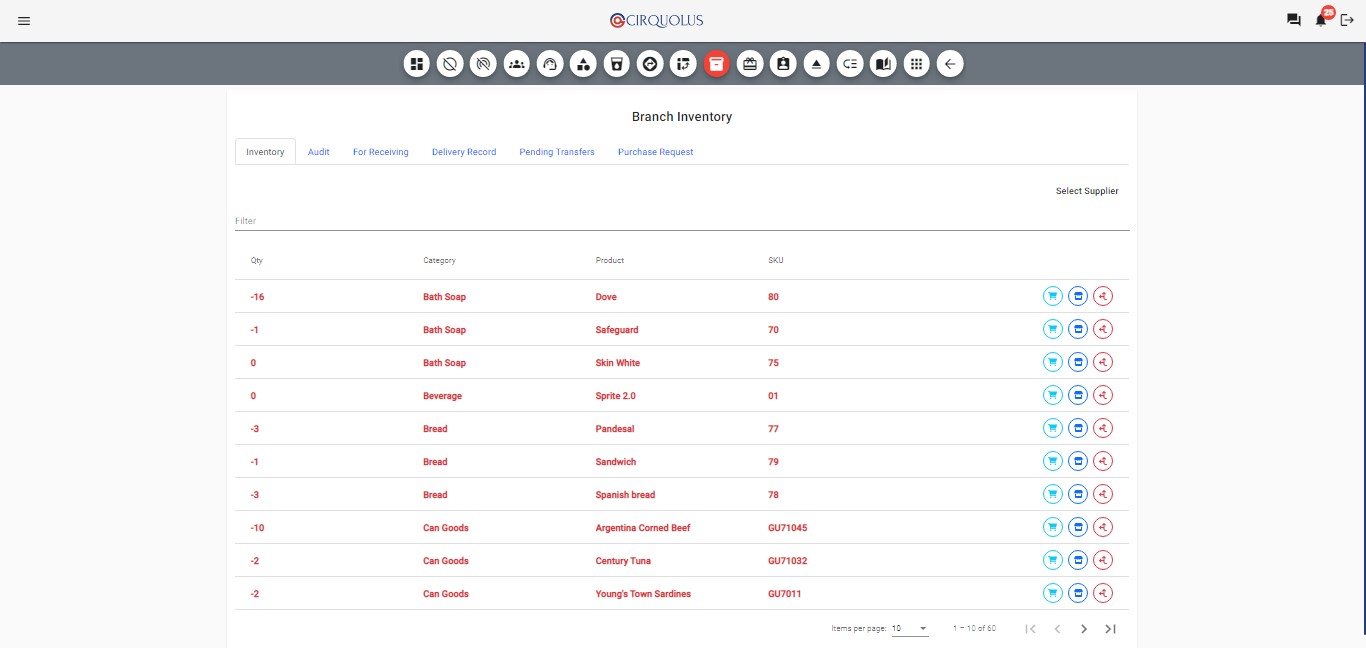 CIRQUOLUS
25
Branch Inventory
Inventory Audit For Receiving Delivery Record Pending Transfers Purchase Request
Select Supplier
Filter
Qty Category Product SKU
-16 Bath Soap Dove 80
-1 Bath Soap Safeguard 70
0 Bath Soap Skin White 75
0 Beverage Sprite 2.0 01
-3 Bread Pandesal 77
-1 Bread Sandwich 79
-3 Bread Spanish bread 78
-10 Can Goods Argentina Corned Beef GU71045
-2 Can Goods Century Tuna GU71032
-2 Can Goods Young's Town Sardines GU7011
Items per page: 10 1 – 10 of 60